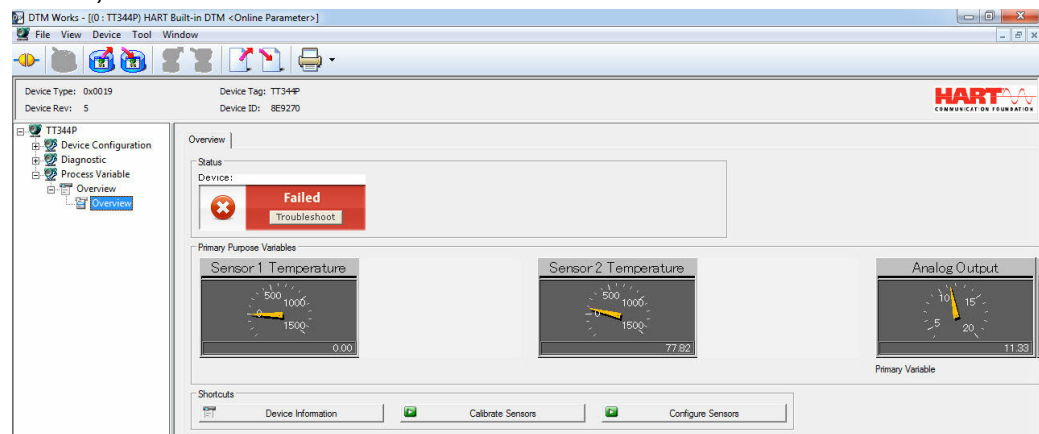 DTM Works - [(0 : TT344P) HART Built-in DTM <Online Parameter>]
File View Device Tool Window
Device Type: 0x0019 Device Tag: TT344P
Device Rev: 5 Device ID: 8E9270
HART
COMMUNICATION FOUNDATION
TT344P
Device Configuration
Diagnostic
Process Variable
Overview
Overview
Overview
Status
Device:
Failed
Troubleshoot
Primary Purpose Variables
Sensor 1 Temperature
0 500 1000 1500
0.00
Sensor 2 Temperature
0 500 1000 1500
77.82
Analog Output
5 10 15 20
11.33
Primary Variable
Shortcuts
Device Information
Calibrate Sensors
Configure Sensors